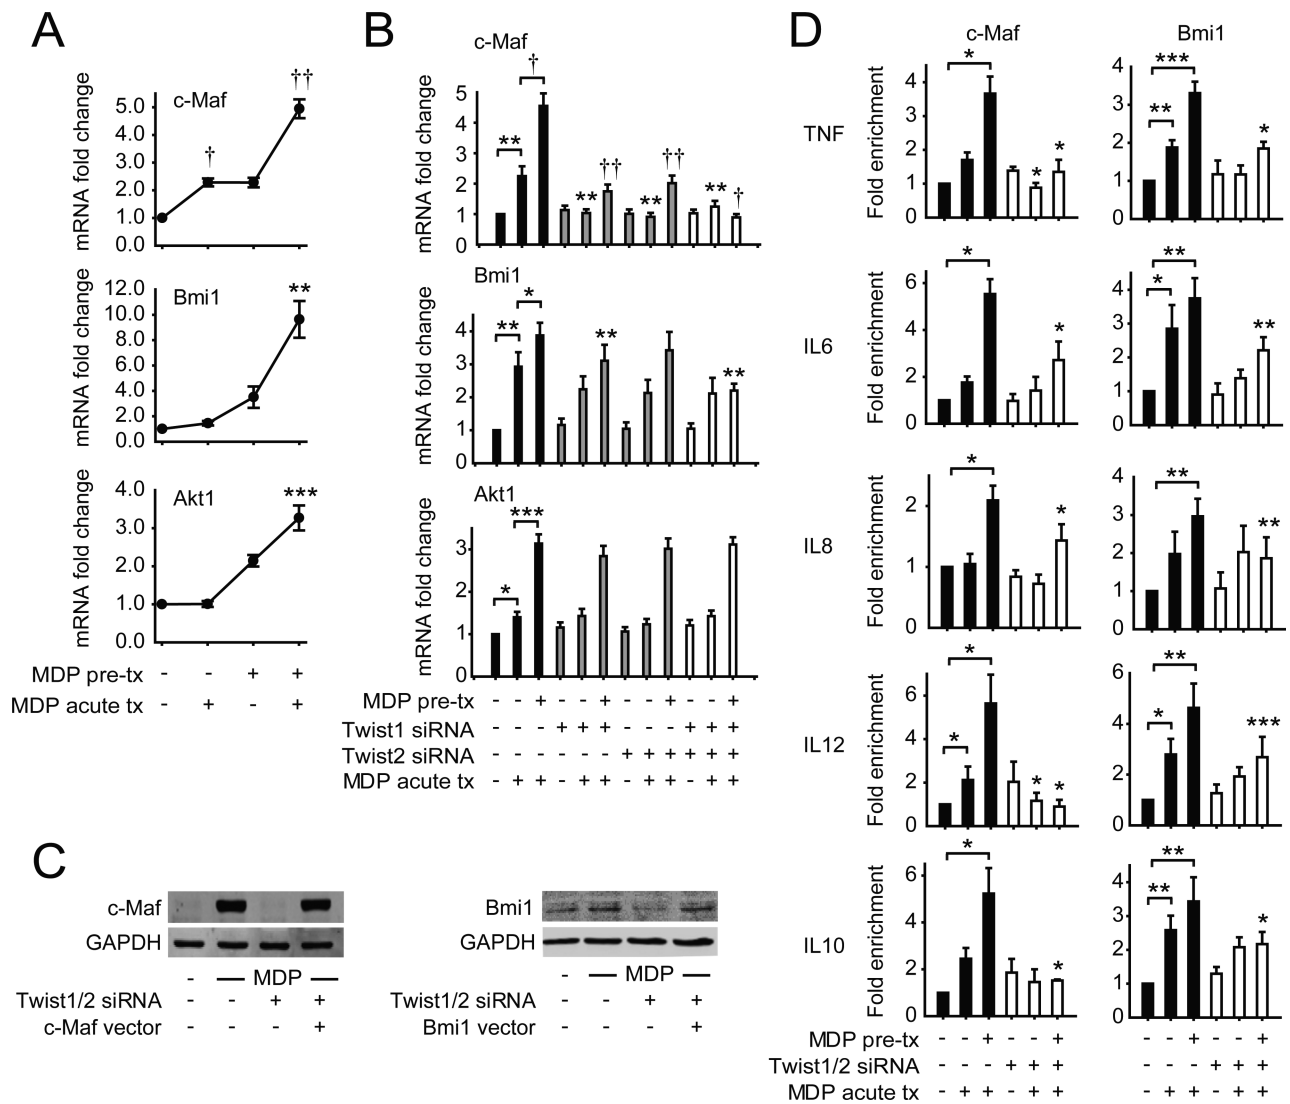 A
c-Maf
mRNA fold change
5.0
4.0
3.0
2.0
1.0
0.0
†
††
Bmi1
mRNA fold change
12.0
10.0
8.0
6.0
4.0
2.0
0.0
**
Akt1
mRNA fold change
4.0
3.0
2.0
1.0
0.0
***
MDP pre-tx - - + +
MDP acute tx - + - +
B
c-Maf
mRNA fold change
5
4
3
2
1
0
** † ** †† ** †† ** †
Bmi1
mRNA fold change
4
3
2
1
0
** * ** **
Akt1
mRNA fold change
3
2
1
0
* ***
MDP pre-tx - - + - - + - - + - - +
Twist1 siRNA - - - + + + - - - + + +
Twist2 siRNA - - - - - - + + + + + +
MDP acute tx - + + - + + - + + - + +
C
c-Maf
GAPDH
- MDP
Twist1/2 siRNA - - + +
c-Maf vector - - - +
Bmi1
GAPDH
- MDP
Twist1/2 siRNA - - + +
Bmi1 vector - - - +
D
c-Maf
Bmi1
TNF
Fold enrichment
4
3
2
1
0
* * *
4
3
2
1
0
** *** *
IL6
Fold enrichment
6
4
2
0
* *
4
3
2
1
0
* ** **
IL8
Fold enrichment
2
1
0
* *
4
3
2
1
0
** **
IL12
Fold enrichment
6
4
2
0
* * * *
6
4
2
0
* ** ***
IL10
Fold enrichment
6
4
2
0
* *
4
3
2
1
0
** ** *
MDP pre-tx - - + - - + - - + - - +
Twist1/2 siRNA - - - + + + - - - + + +
MDP acute tx - + + - + + - + + - + +